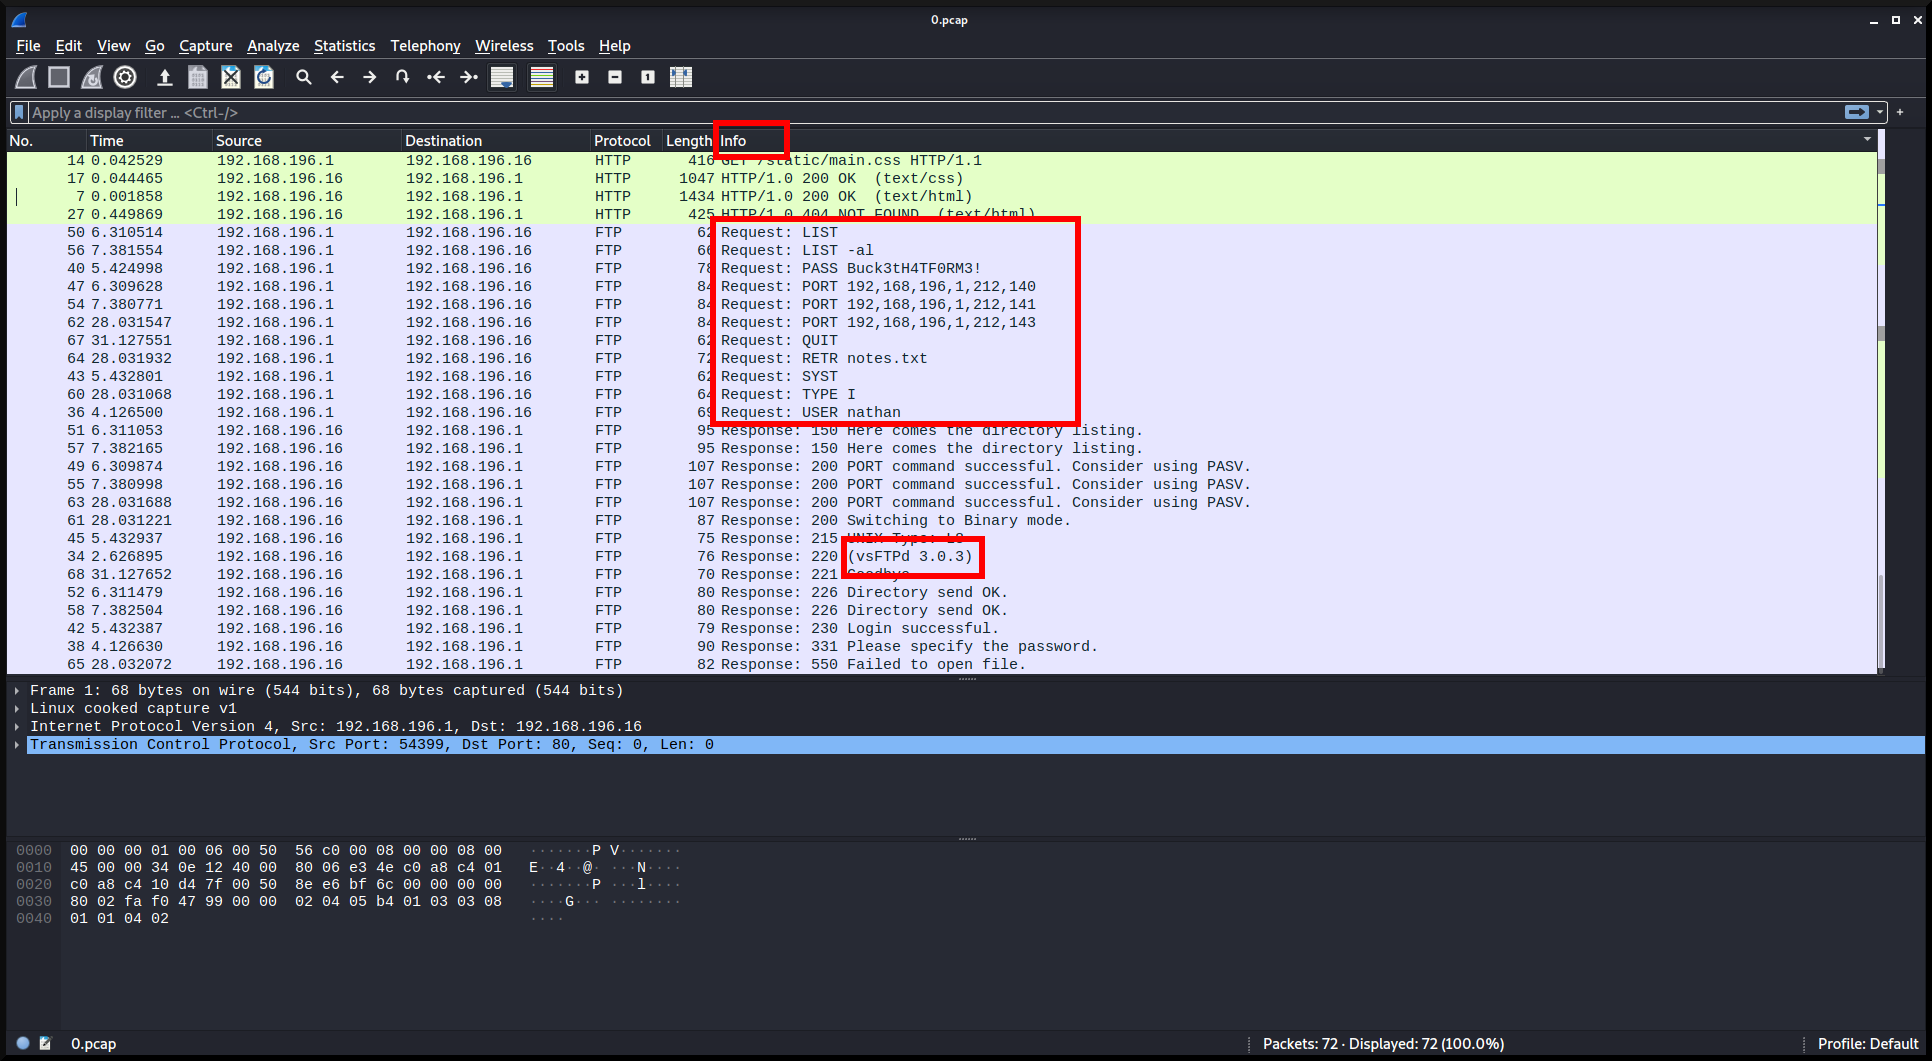 0.pcap
File Edit View Go Capture Analyze Statistics Telephony Wireless Tools Help
Apply a display filter … <Ctrl-/>
No. Time Source Destination Protocol Length Info
14 0.042529 192.168.196.1 192.168.196.16 HTTP 416 GET /static/main.css HTTP/1.1
17 0.044465 192.168.196.16 192.168.196.1 HTTP 1047 HTTP/1.0 200 OK (text/css)
7 0.001858 192.168.196.16 192.168.196.1 HTTP 1434 HTTP/1.0 200 OK (text/html)
27 0.449869 192.168.196.16 192.168.196.1 HTTP 425 HTTP/1.0 404 NOT FOUND (text/html)
50 6.310514 192.168.196.1 192.168.196.16 FTP 62 Request: LIST
56 7.381554 192.168.196.1 192.168.196.16 FTP 66 Request: LIST -al
40 5.424998 192.168.196.1 192.168.196.16 FTP 78 Request: PASS Buck3tH4TF0RM3!
47 6.309628 192.168.196.1 192.168.196.16 FTP 84 Request: PORT 192,168,196,1,212,140
54 7.380771 192.168.196.1 192.168.196.16 FTP 84 Request: PORT 192,168,196,1,212,141
62 28.031547 192.168.196.1 192.168.196.16 FTP 84 Request: PORT 192,168,196,1,212,143
67 31.127551 192.168.196.1 192.168.196.16 FTP 62 Request: QUIT
64 28.031932 192.168.196.1 192.168.196.16 FTP 72 Request: RETR notes.txt
43 5.432801 192.168.196.1 192.168.196.16 FTP 62 Request: SYST
60 28.031068 192.168.196.1 192.168.196.16 FTP 64 Request: TYPE I
36 4.126500 192.168.196.1 192.168.196.16 FTP 69 Request: USER nathan
51 6.311053 192.168.196.16 192.168.196.1 FTP 95 Response: 150 Here comes the directory listing.
57 7.382165 192.168.196.16 192.168.196.1 FTP 95 Response: 150 Here comes the directory listing.
49 6.309874 192.168.196.16 192.168.196.1 FTP 107 Response: 200 PORT command successful. Consider using PASV.
55 7.380998 192.168.196.16 192.168.196.1 FTP 107 Response: 200 PORT command successful. Consider using PASV.
63 28.031688 192.168.196.16 192.168.196.1 FTP 107 Response: 200 PORT command successful. Consider using PASV.
61 28.031221 192.168.196.16 192.168.196.1 FTP 87 Response: 200 Switching to Binary mode.
45 5.432937 192.168.196.16 192.168.196.1 FTP 75 Response: 215 UNIX Type: L8
34 2.626895 192.168.196.16 192.168.196.1 FTP 76 Response: 220 (vsFTPd 3.0.3)
68 31.127652 192.168.196.16 192.168.196.1 FTP 70 Response: 221 Goodbye.
52 6.311479 192.168.196.16 192.168.196.1 FTP 80 Response: 226 Directory send OK.
58 7.382504 192.168.196.16 192.168.196.1 FTP 80 Response: 226 Directory send OK.
42 5.432387 192.168.196.16 192.168.196.1 FTP 79 Response: 230 Login successful.
38 4.126630 192.168.196.16 192.168.196.1 FTP 90 Response: 331 Please specify the password.
65 28.032072 192.168.196.16 192.168.196.1 FTP 82 Response: 550 Failed to open file.
Frame 1: 68 bytes on wire (544 bits), 68 bytes captured (544 bits)
Linux cooked capture v1
Internet Protocol Version 4, Src: 192.168.196.1, Dst: 192.168.196.16
Transmission Control Protocol, Src Port: 54399, Dst Port: 80, Seq: 0, Len: 0
0000 00 00 00 01 00 06 00 50 56 c0 00 08 00 00 08 00 ·······P V·······
0010 45 00 00 34 0e 12 40 00 80 06 e3 4e c0 a8 c4 01 E··4··@· ···N····
0020 c0 a8 c4 10 d4 7f 00 50 8e e6 bf 6c 00 00 00 00 ·······P ···l····
0030 80 02 fa f0 47 99 00 00 02 04 05 b4 01 03 03 08 ····G··· ········
0040 01 01 04 02 ····
0.pcap Packets: 72 · Displayed: 72 (100.0%) Profile: Default